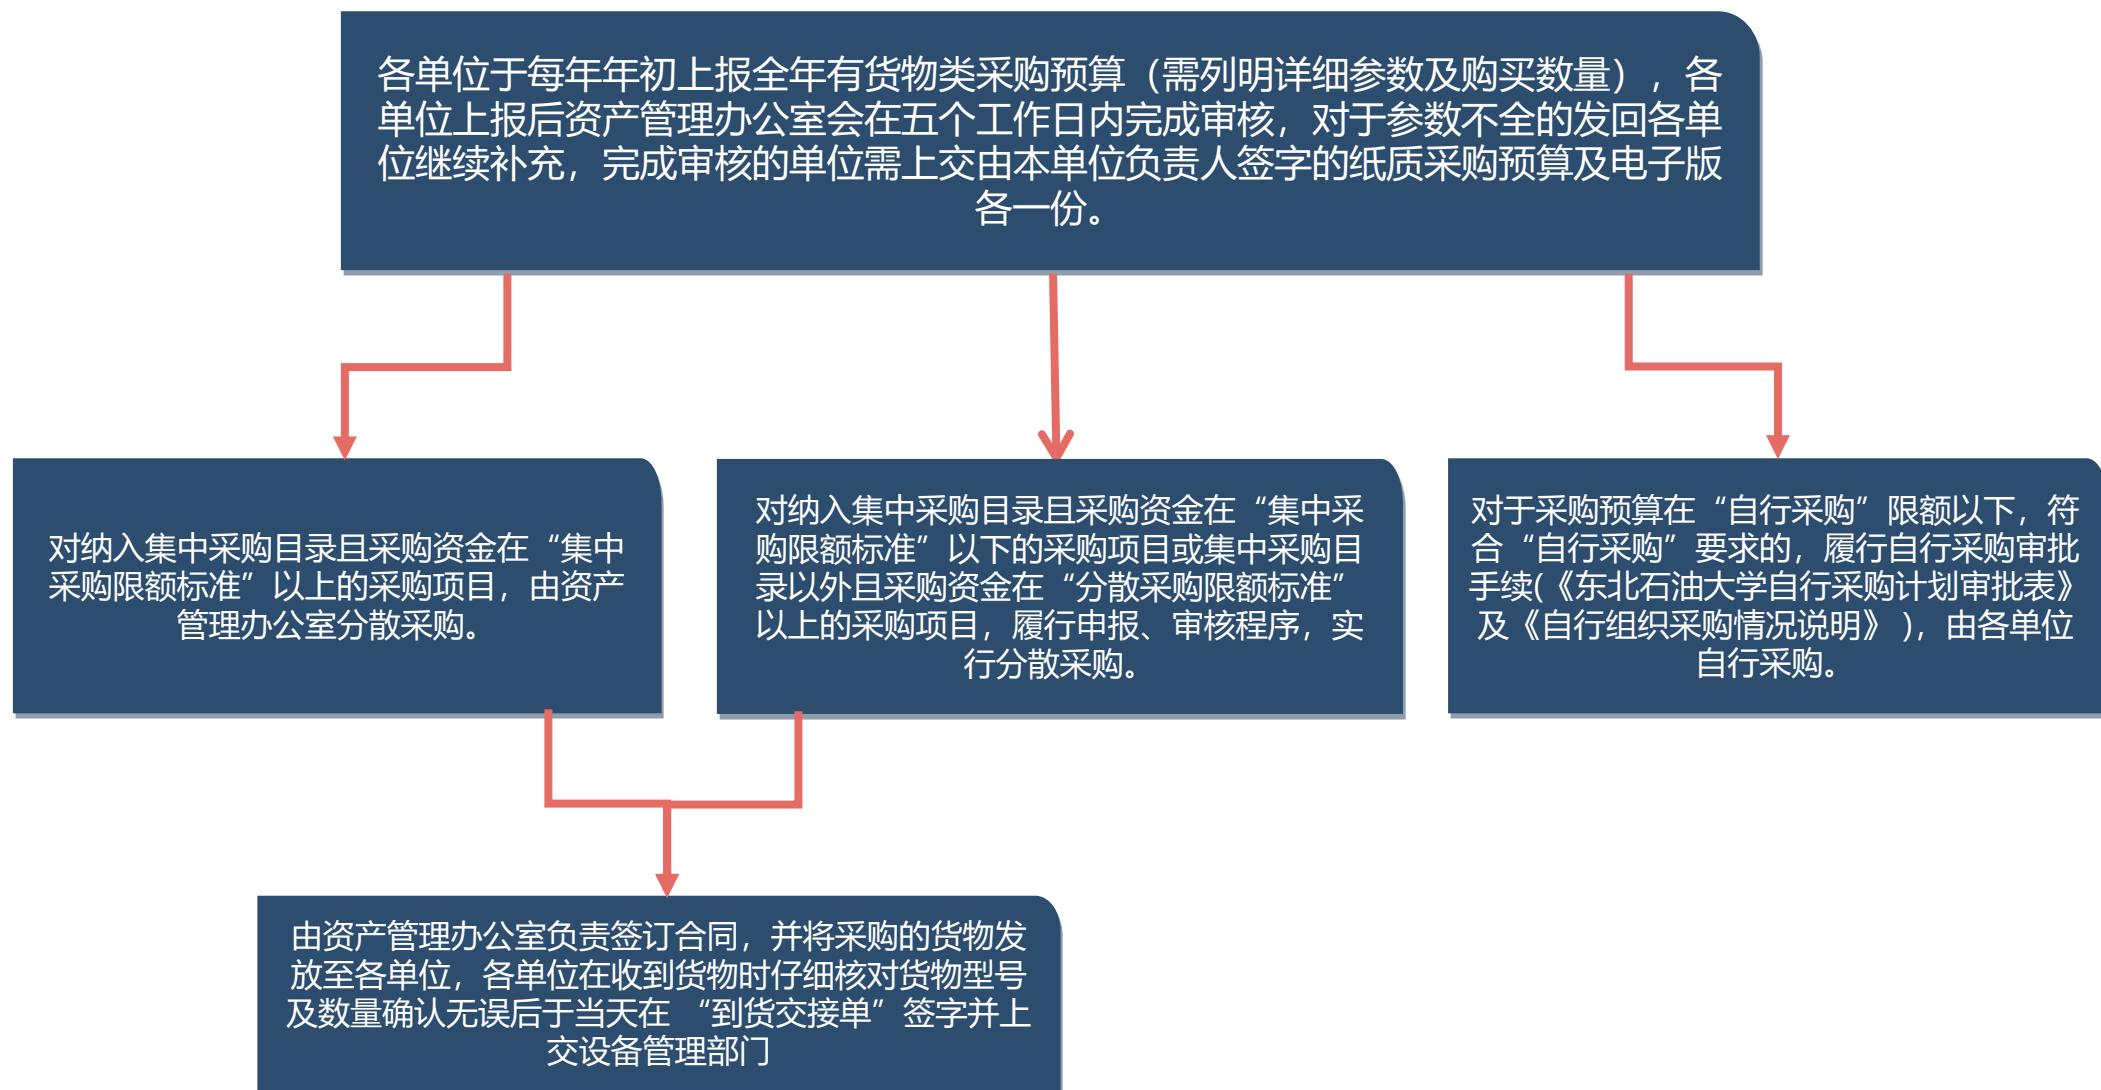 各单位于每年年初上报全年有货物类采购预算（需列明详细参数及购买数量），各
单位上报后资产管理办公室会在五个工作日内完成审核，对于参数不全的发回各单
位继续补充，完成审核的单位需上交由本单位负责人签字的纸质采购预算及电子版
各一份。
对纳入集中采购目录且采购资金在“集中
采购限额标准”以上的采购项目，由资产
管理办公室分散采购。
对纳入集中采购目录且采购资金在“集中采
购限额标准”以下的采购项目或集中采购目
录以外且采购资金在“分散采购限额标准”
以上的采购项目，履行申报、审核程序，实
行分散采购。
对于采购预算在“自行采购”限额以下，符
合“自行采购”要求的，履行自行采购审批
手续(《东北石油大学自行采购计划审批表》
及《自行组织采购情况说明》 )，由各单位
自行采购。
由资产管理办公室负责签订合同，并将采购的货物发
放至各单位，各单位在收到货物时仔细核对货物型号
及数量确认无误后于当天在 “到货交接单”签字并上
交设备管理部门